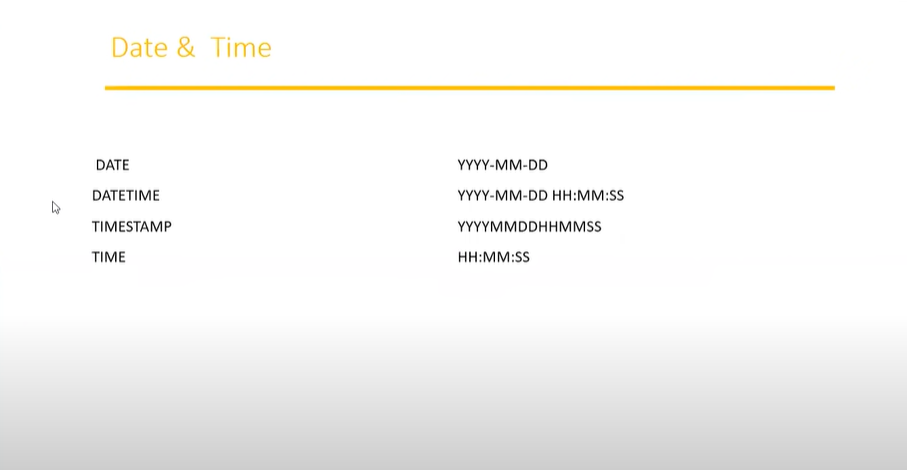 Date & Time
DATE YYYY-MM-DD
DATETIME YYYY-MM-DD HH:MM:SS
TIMESTAMP YYYYMMDDHHMMSS
TIME HH:MM:SS